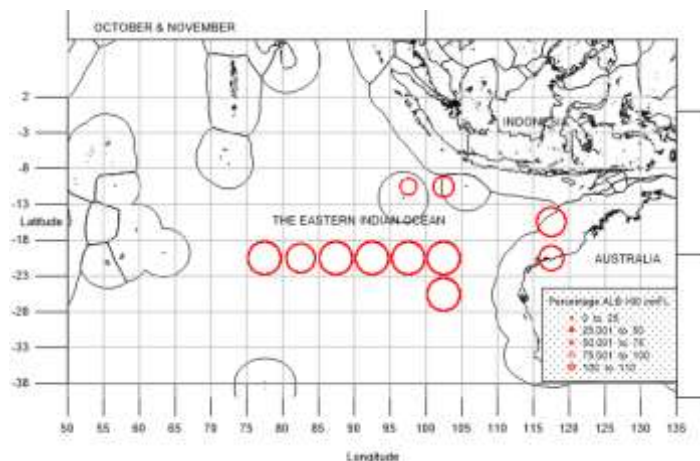 OCTOBER & NOVEMBER
2
-3
-8
-13
-18
-23
-28
-33
-38
Latitude
INDONESIA
THE EASTERN INDIAN OCEAN
AUSTRALIA
Percentage ALB >90 cmFL
0 to 25
25.001 to 50
50.001 to 75
75.001 to 100
100 to 110
50 55 60 65 70 75 80 85 90 95 100 105 110 115 120 125 130 135
Longitude